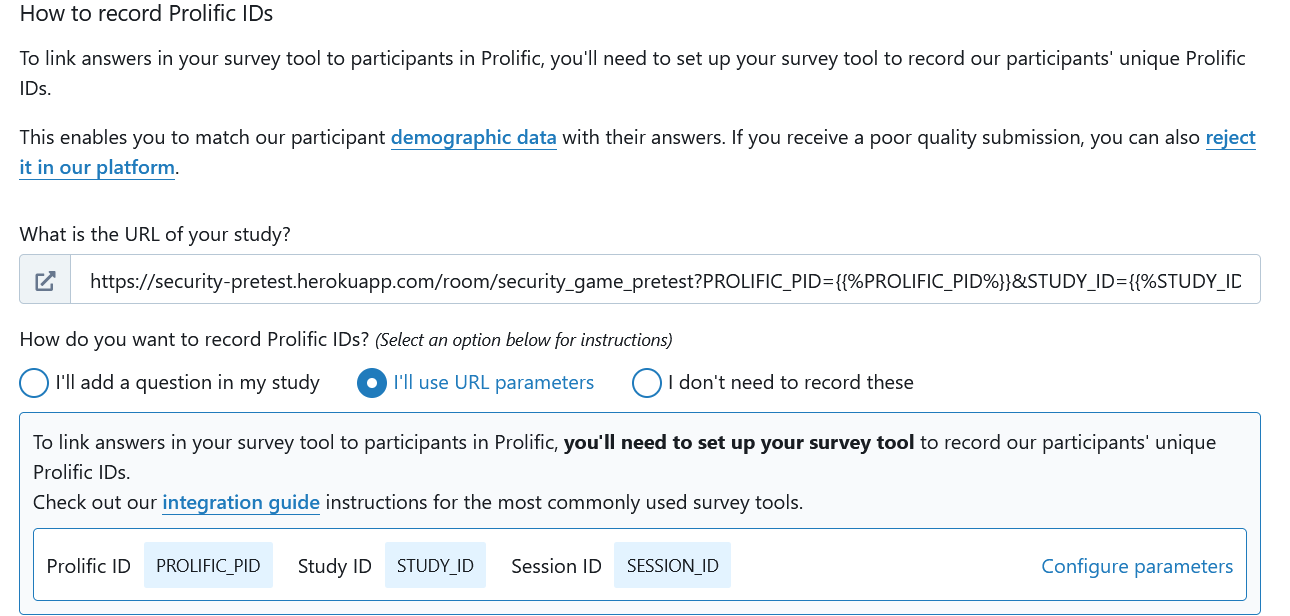 How to record Prolific IDs
To link answers in your survey tool to participants in Prolific, you'll need to set up your survey tool to record our participants' unique Prolific
IDs.
This enables you to match our participant demographic data with their answers. If you receive a poor quality submission, you can also reject
it in our platform.
What is the URL of your study?
https://security-pretest.herokuapp.com/room/security_game_pretest?PROLIFIC_PID={{%PROLIFIC_PID%}}&STUDY_ID={{%STUDY_ID
How do you want to record Prolific IDs? (Select an option below for instructions)
I'll add a question in my study I'll use URL parameters I don't need to record these
To link answers in your survey tool to participants in Prolific, you'll need to set up your survey tool to record our participants' unique
Prolific IDs.
Check out our integration guide instructions for the most commonly used survey tools.
Prolific ID PROLIFIC_PID Study ID STUDY_ID Session ID SESSION_ID Configure parameters